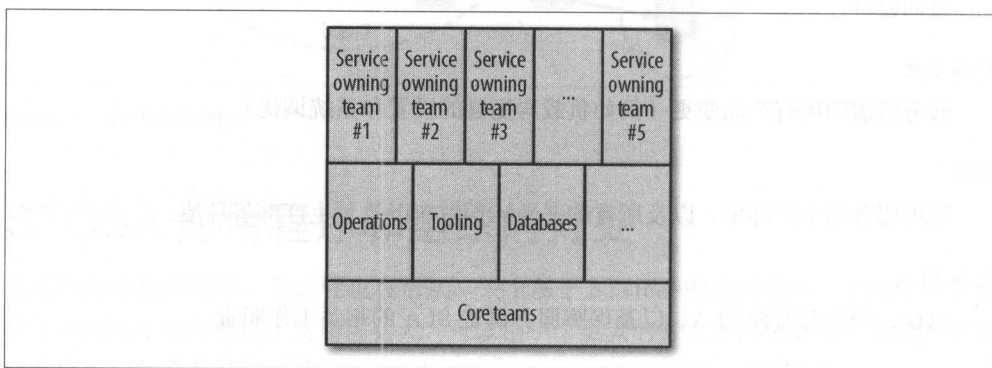 Service
owning
team
#1
Service
owning
team
#2
Service
owning
team
#3
...
Service
owning
team
#5
Operations
Tooling
Databases
...
Core teams